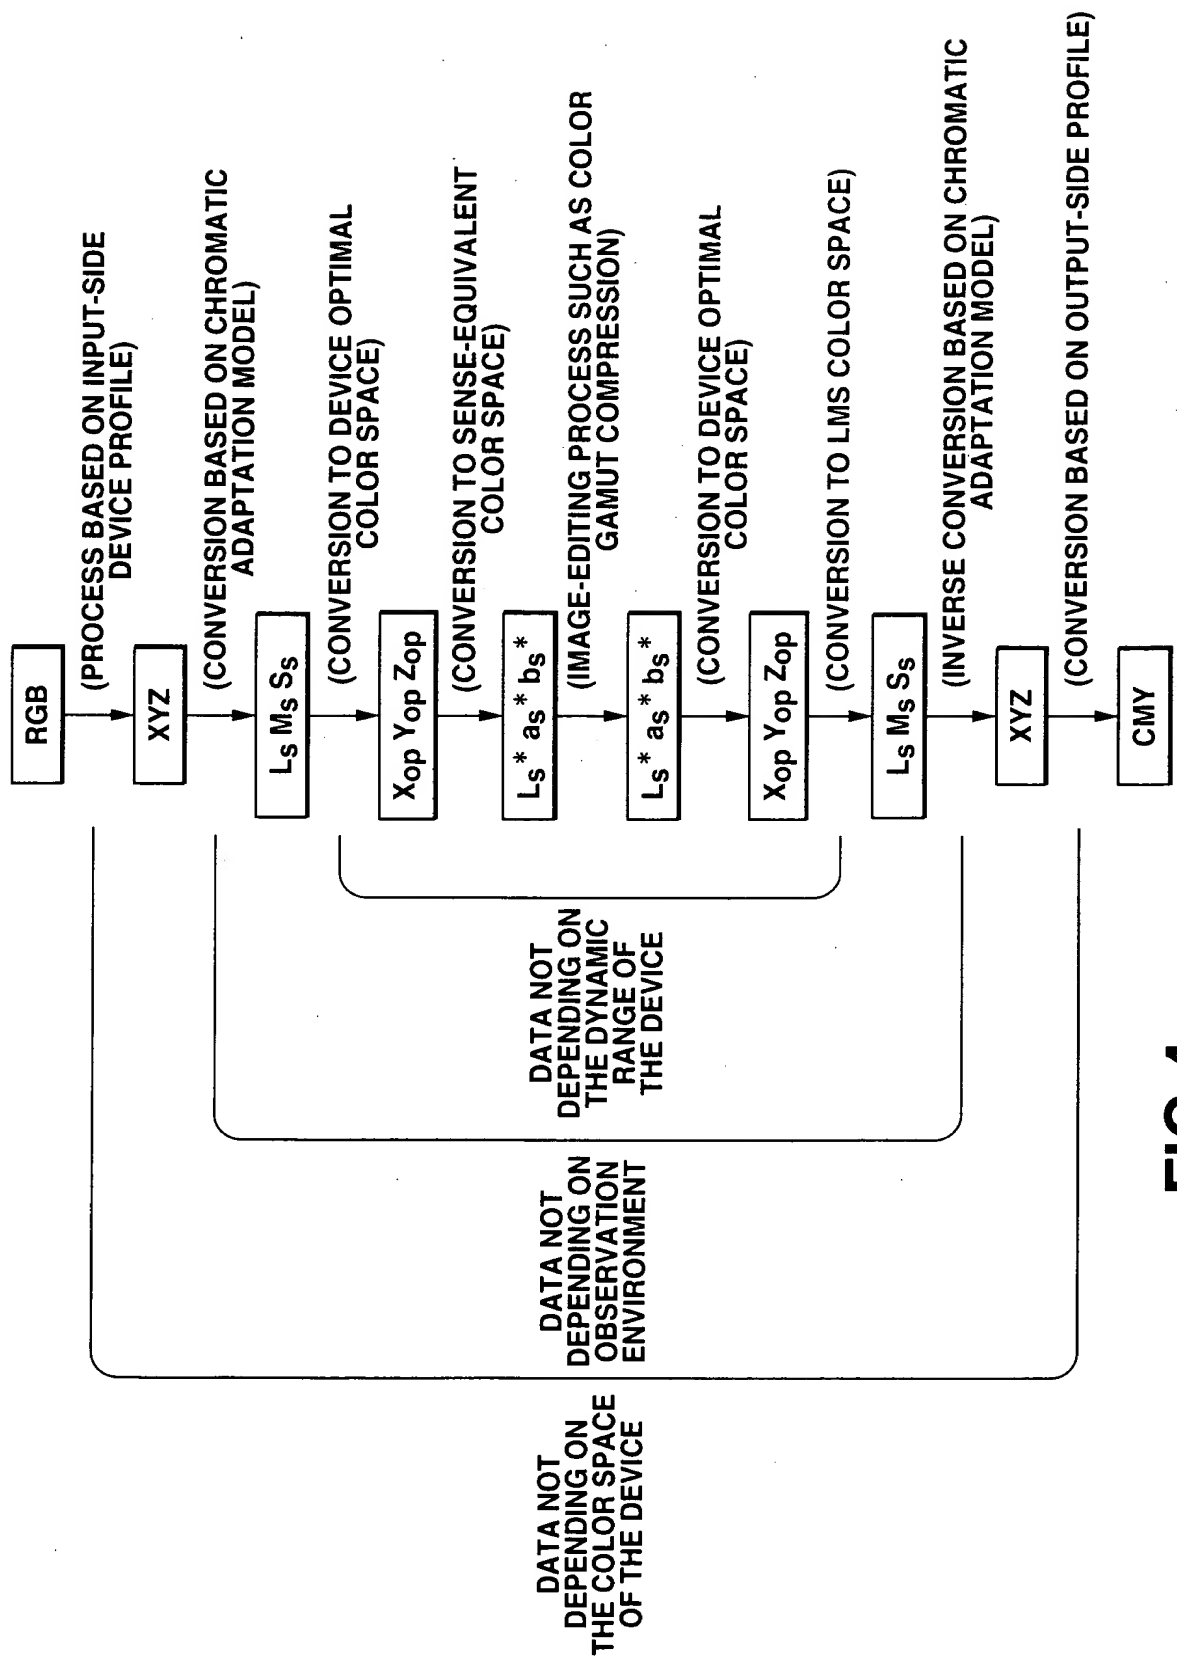 RGB
(PROCESS BASED ON INPUT-SIDE
DEVICE PROFILE)
XYZ
(CONVERSION BASED ON CHROMATIC
ADAPTATION MODEL)
Ls Ms Ss
(CONVERSION TO DEVICE OPTIMAL
COLOR SPACE)
Xop Yop Zop
(CONVERSION TO SENSE-EQUIVALENT
COLOR SPACE)
Ls* as* bs*
(IMAGE-EDITING PROCESS SUCH AS COLOR
GAMUT COMPRESSION)
Ls* as* bs*
(CONVERSION TO DEVICE OPTIMAL
COLOR SPACE)
Xop Yop Zop
(CONVERSION TO LMS COLOR SPACE)
Ls Ms Ss
(INVERSE CONVERSION BASED ON CHROMATIC
ADAPTATION MODEL)
XYZ
(CONVERSION BASED ON OUTPUT-SIDE PROFILE)
CMY
DATA NOT
DEPENDING ON
THE DYNAMIC
RANGE OF
THE DEVICE
DATA NOT
DEPENDING ON
OBSERVATION
ENVIRONMENT
DATA NOT
DEPENDING ON
THE COLOR SPACE
OF THE DEVICE